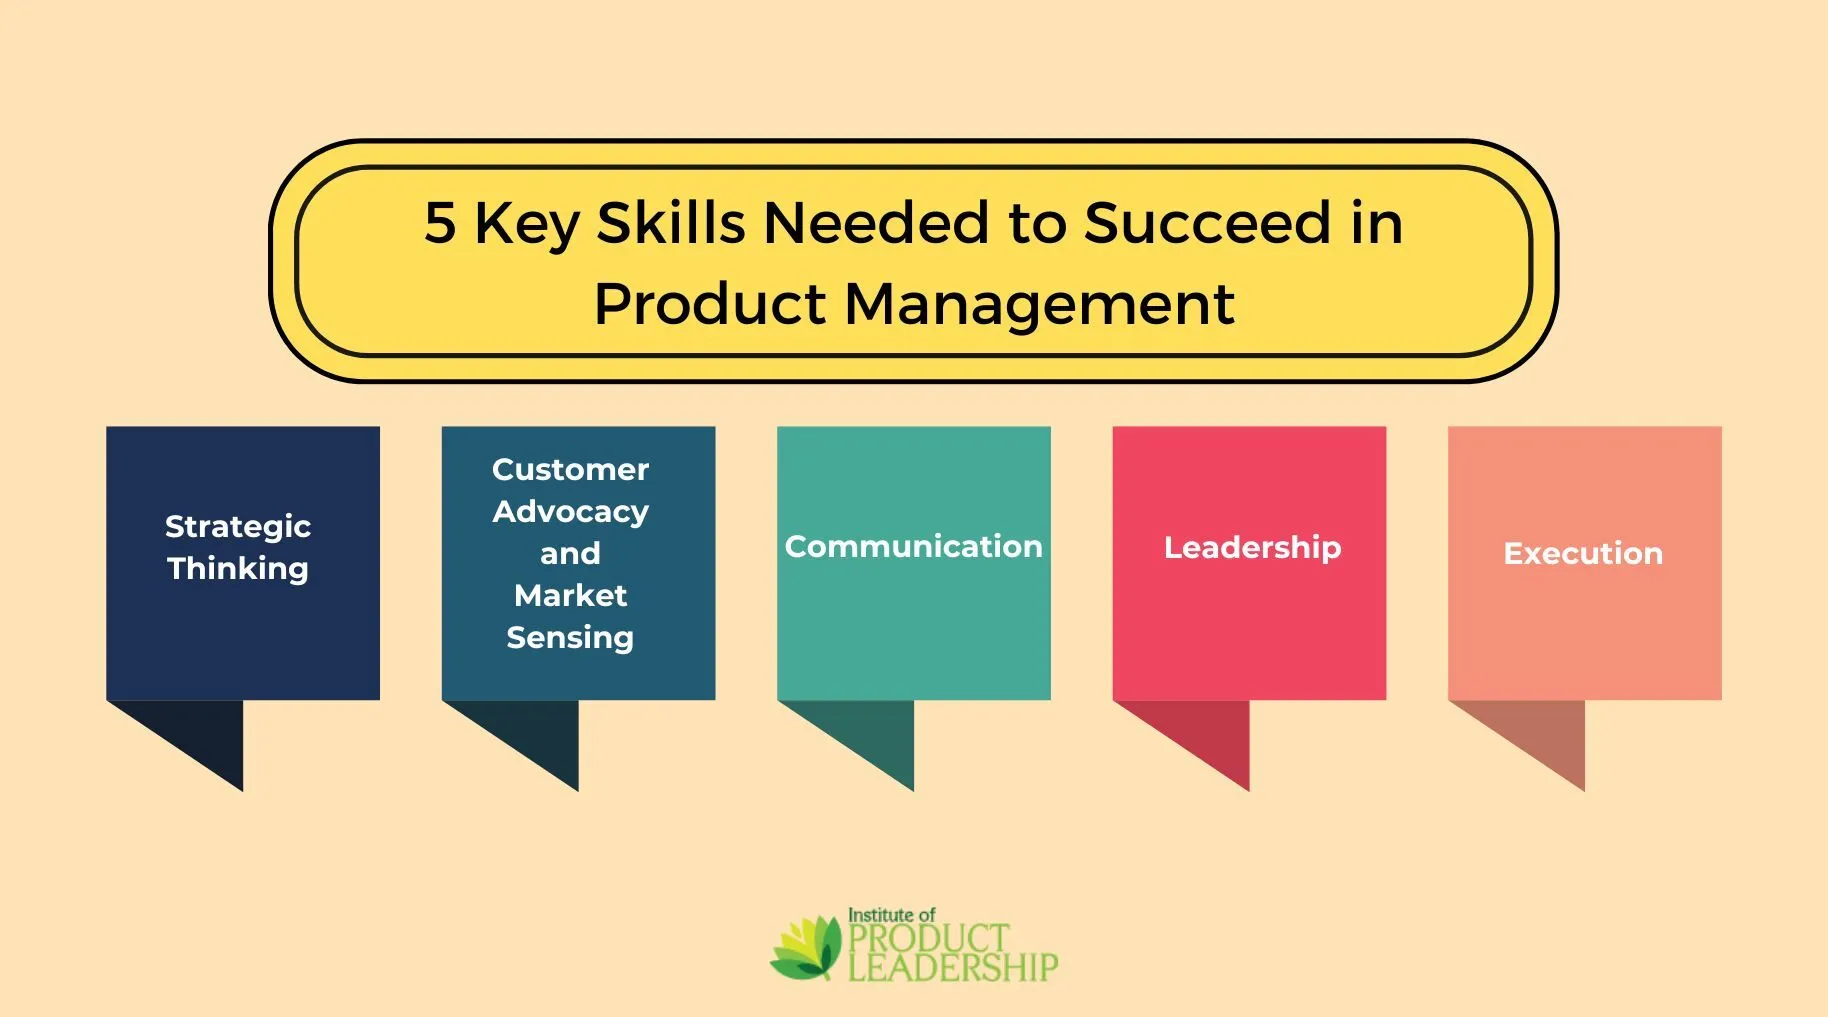 5 Key Skills Needed to Succeed in
Product Management
Strategic
Thinking
Customer
Advocacy
and
Market
Sensing
Communication
Leadership
Execution
Institute of
PRODUCT
LEADERSHIP